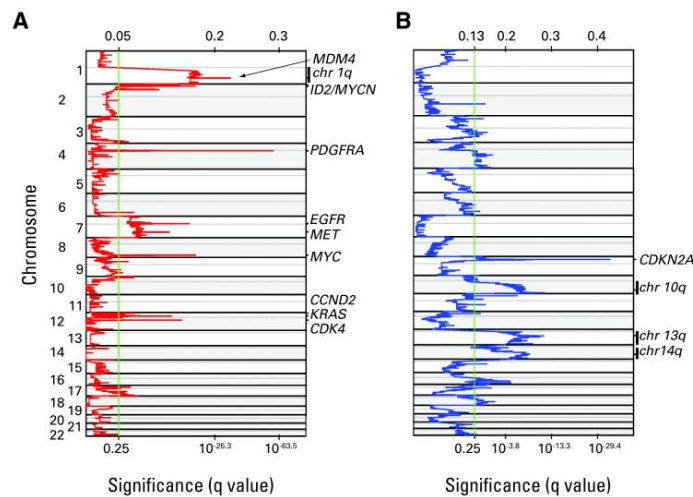 A
0.05 0.2 0.3
Chromosome
1
2
3
4
5
6
7
8
9
10
11
12
13
14
15
16
17
18
19
20
21
22
MDM4
chr 1q
ID2/MYCN
PDGFRA
EGFR
MET
MYC
CCND2
KRAS
CDK4
0.25 10-26.3 10-63.5
Significance (q value)
B
0.13 0.2 0.3 0.4
CDKN2A
chr 10q
chr 13q
chr14q
0.25 10-3.8 10-13.3 10-29.4
Significance (q value)